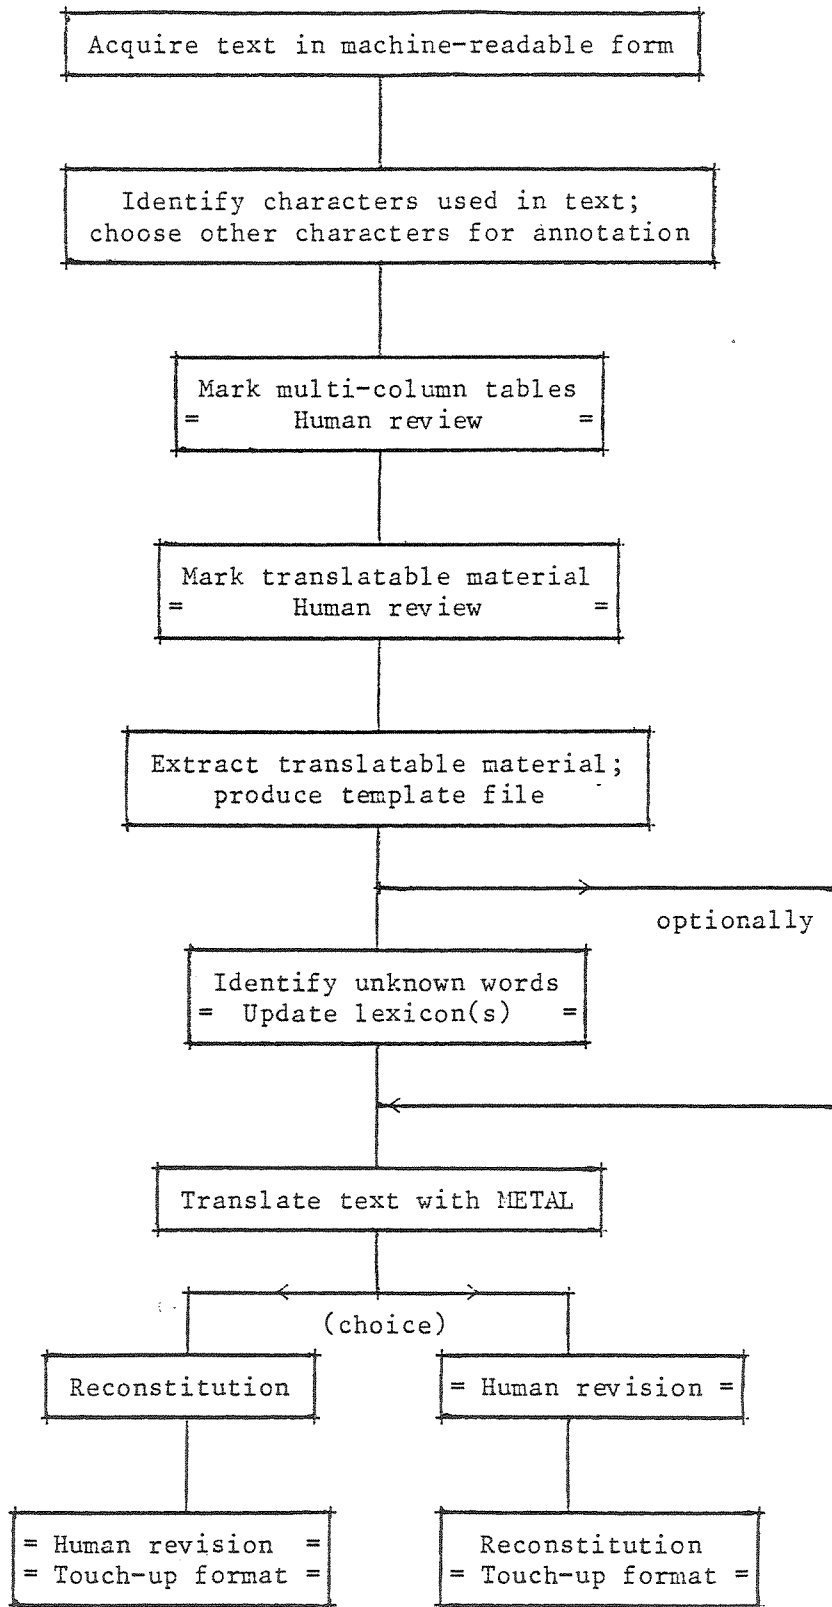 Acquire text in machine-readable form
Identify characters used in text;
choose other characters for annotation
Mark multi-column tables
= Human review =
Mark translatable material
= Human review =
Extract translatable material;
produce template file
optionally
Identify unknown words
= Update lexicon(s) =
Translate text with METAL
(choice)
Reconstitution
= Human revision =
= Human revision =
= Touch-up format =
Reconstitution
= Touch-up format =